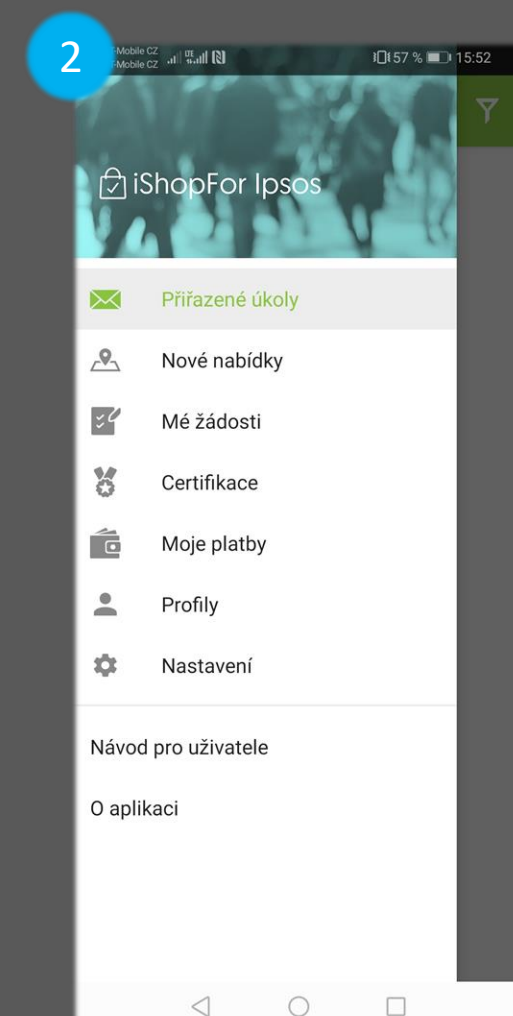 2
-Mobile CZ
-Mobile CZ
LTE
57 %
15:52
iShopFor Ipsos
Přiřazené úkoly
Nové nabídky
Mé žádosti
Certifikace
Moje platby
Profily
Nastavení
Návod pro uživatele
O aplikaci